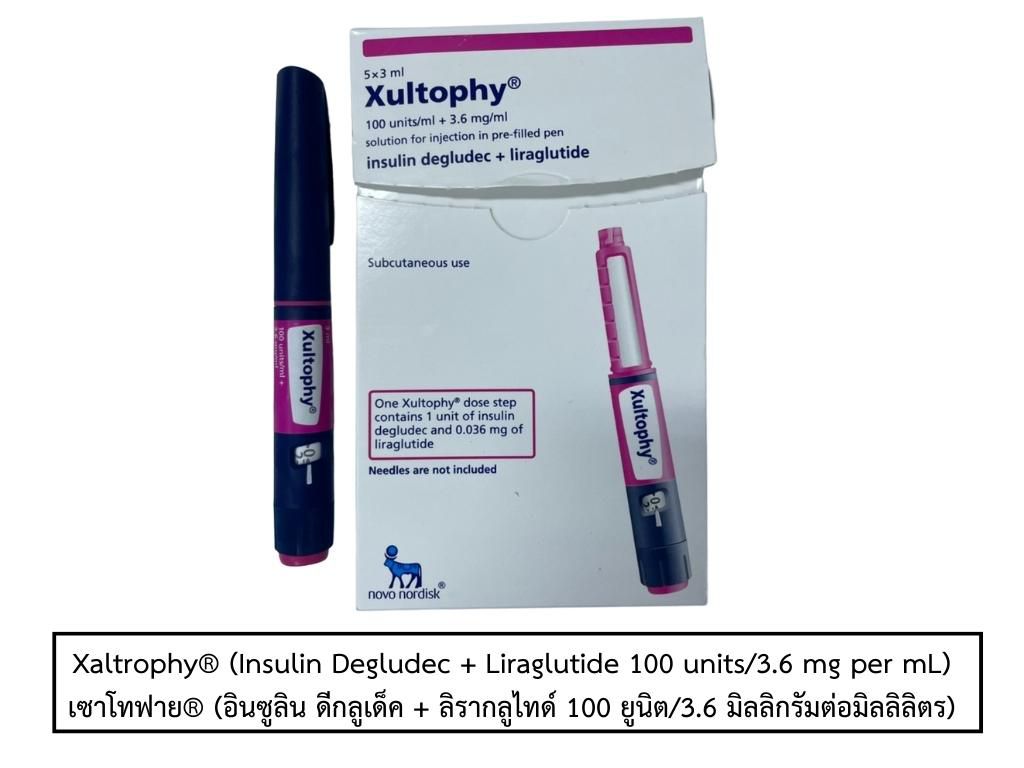 5×3 ml
Xultophy®
100 units/ml + 3.6 mg/ml
solution for injection in pre-filled pen
insulin degludec + liraglutide
Subcutaneous use
One Xultophy® dose step
contains 1 unit of insulin
degludec and 0.036 mg of
liraglutide
Needles are not included
novo nordisk®
Xultophy®
Xultophy®
3 ml
100 units/ml +
Xaltrophy® (Insulin Degludec + Liraglutide 100 units/3.6 mg per mL)
เซาโทฟาย® (อินซูลิน ดีกลูเด็ค + ลิรากลูไทด์ 100 ยูนิต/3.6 มิลลิกรัมต่อมิลลิลิตร)